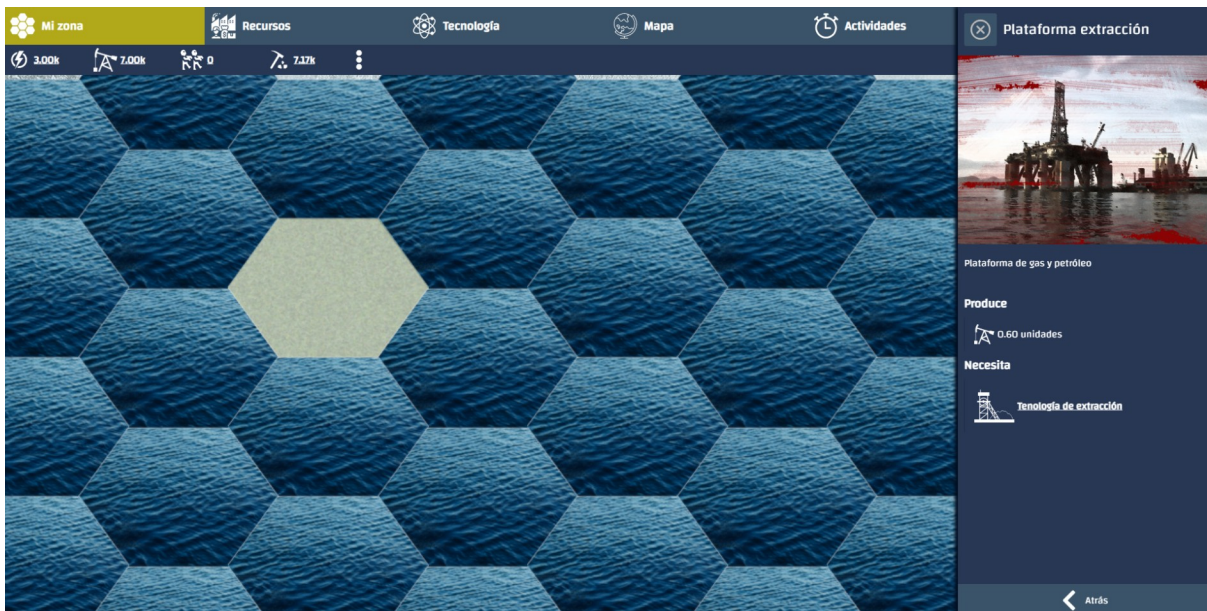 Mi zona
Recursos
Tecnología
Mapa
Actividades
Plataforma extracción
3.00k
7.00k
0
7.17k
Plataforma de gas y petróleo
Produce
0.60 unidades
Necesita
Tenología de extracción
Atrás